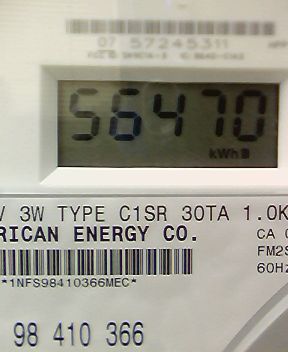 07 57245311
56470
kWh
V 3W TYPE C1SR 30TA 1.0K
RICAN ENERGY CO.
CA 0
FM2S
60Hz
*1NFS98410366MEC*
98 410 366